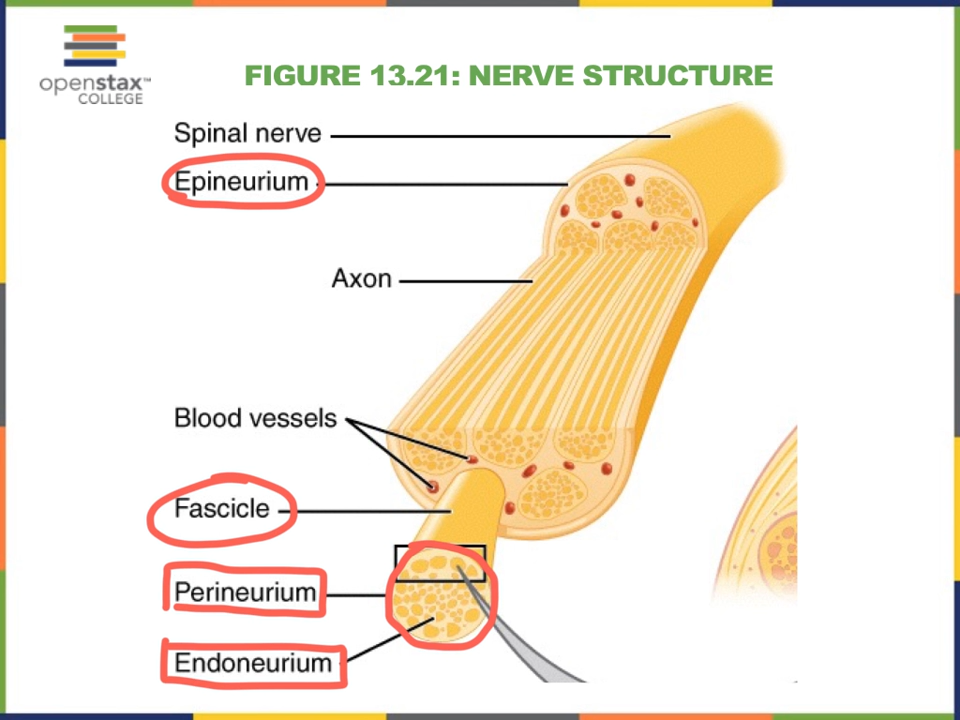 openstax™
COLLEGE
FIGURE 13.21: NERVE STRUCTURE
Spinal nerve
Epineurium
Axon
Blood vessels
Fascicle
Perineurium
Endoneurium